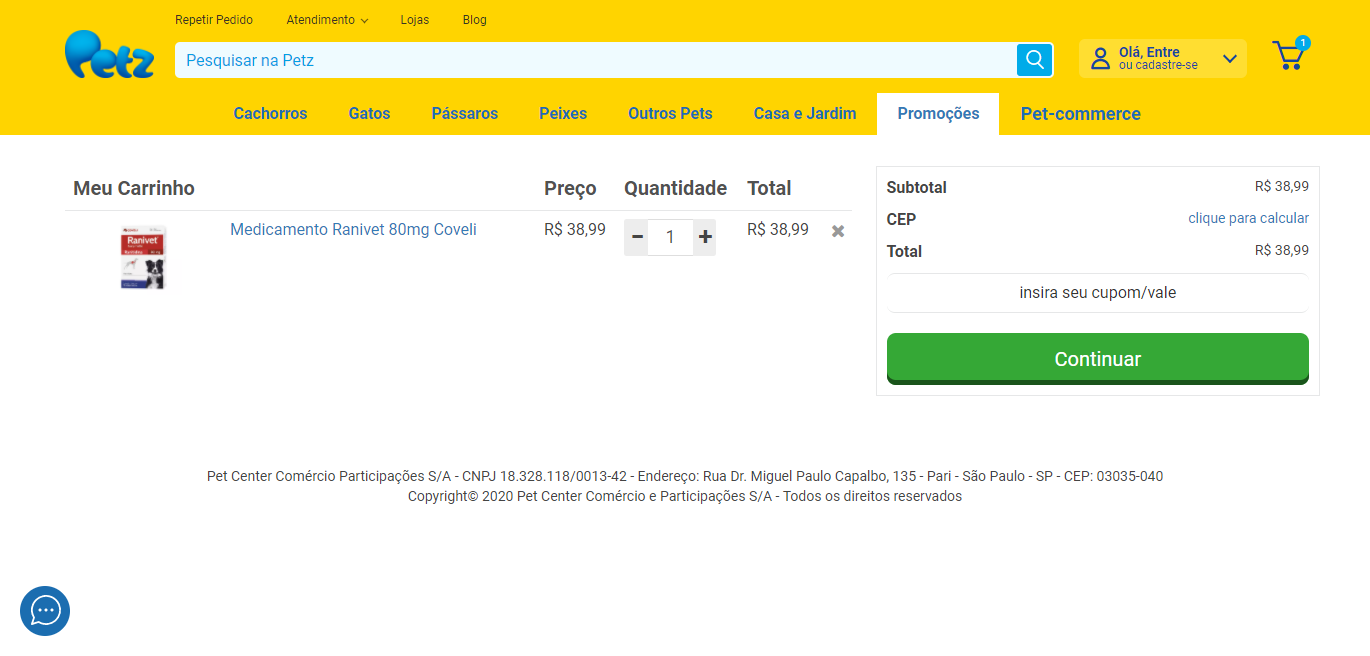 Repetir Pedido Atendimento Lojas Blog
Petz
Pesquisar na Petz
Olá, Entre
ou cadastre-se
1
Cachorros Gatos Pássaros Peixes Outros Pets Casa e Jardim Promoções Pet-commerce
Meu Carrinho Preço Quantidade Total
Ranivet
Medicamento Ranivet 80mg Coveli R$ 38,99 1 R$ 38,99
Subtotal R$ 38,99
CEP clique para calcular
Total R$ 38,99
insira seu cupom/vale
Continuar
Pet Center Comércio Participações S/A - CNPJ 18.328.118/0013-42 - Endereço: Rua Dr. Miguel Paulo Capalbo, 135 - Pari - São Paulo - SP - CEP: 03035-040
Copyright© 2020 Pet Center Comércio e Participações S/A - Todos os direitos reservados